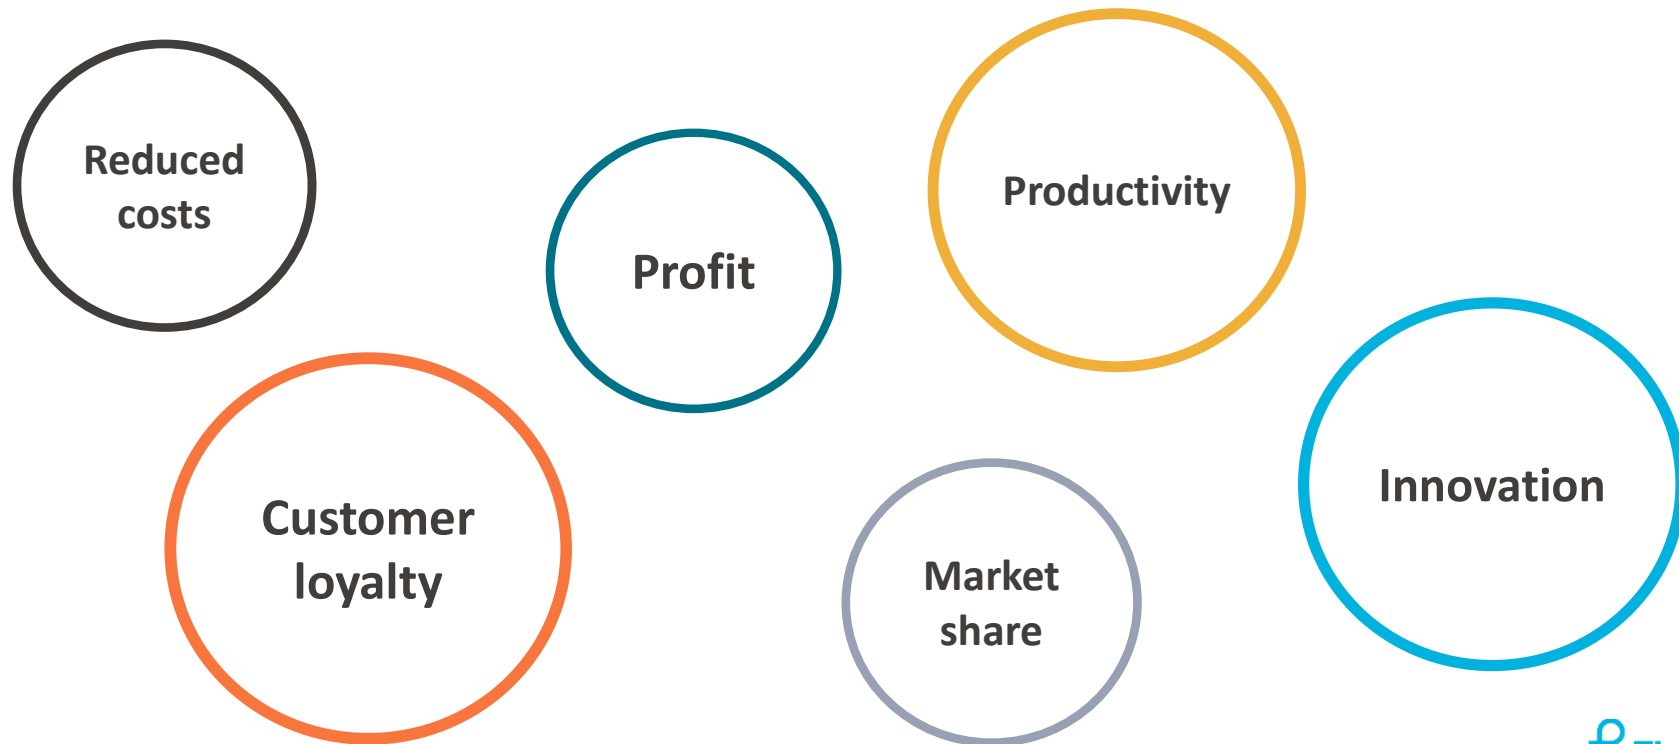 Reduced
costs
Profit
Productivity
Customer
loyalty
Market
share
Innovation